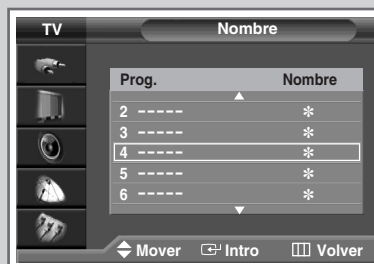 TV Nombre
Prog. Nombre
2 ----- *
3 ----- *
4 ----- *
5 ----- *
6 ----- *
Mover Intro Volver